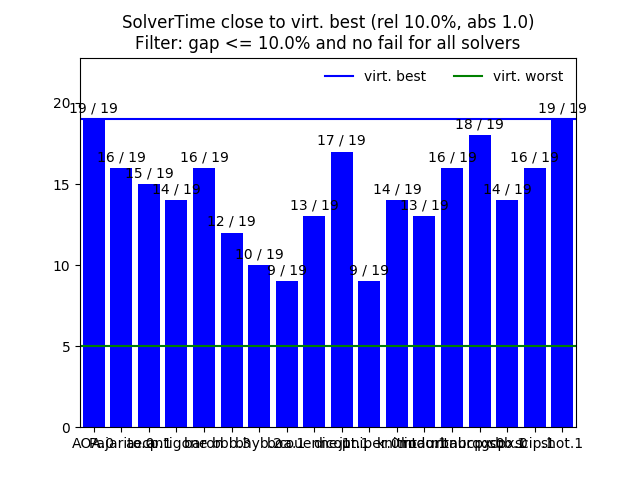 SolverTime close to virt. best (rel 10.0%, abs 1.0)
Filter: gap <= 10.0% and no fail for all solvers
virt. best
virt. worst
20
15
10
5
0
19 / 19
16 / 19
15 / 19
14 / 19
16 / 19
12 / 19
10 / 19
9 / 19
13 / 19
17 / 19
9 / 19
14 / 19
13 / 19
16 / 19
18 / 19
14 / 19
16 / 19
19 / 19
shot.1